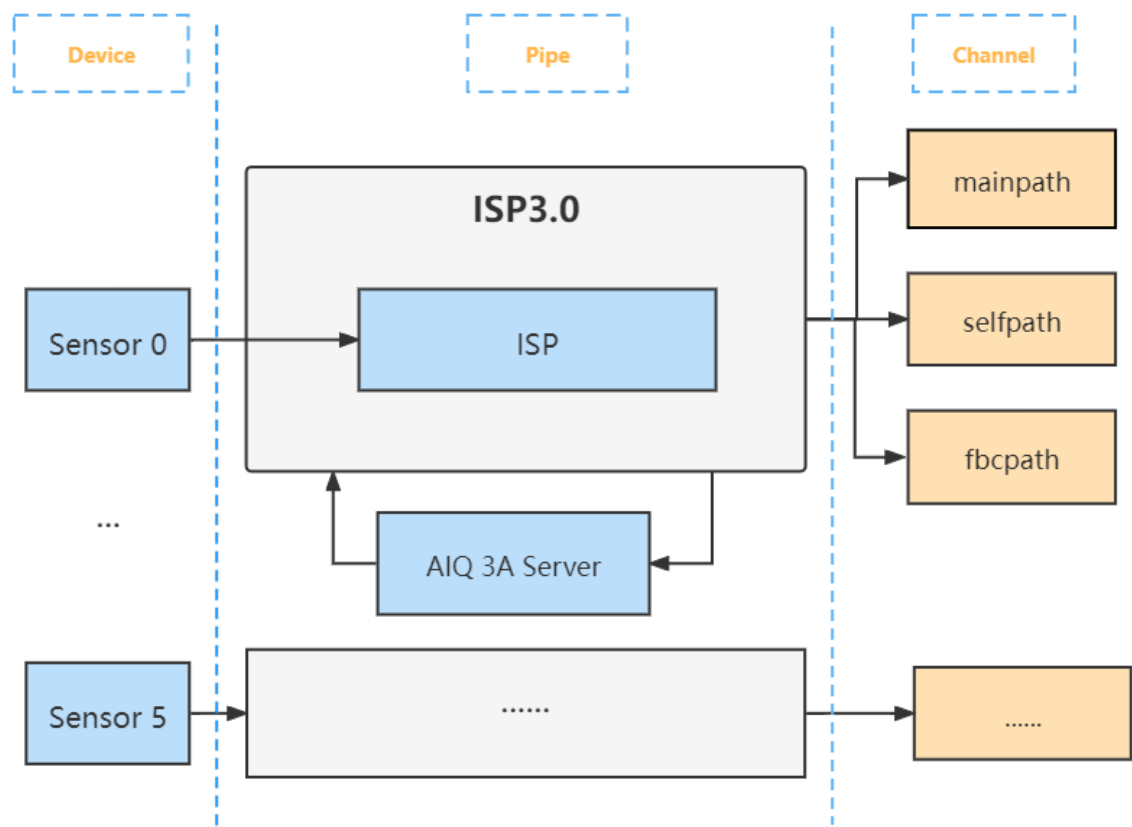 Device
Pipe
Channel
ISP3.0
mainpath
Sensor 0
ISP
selfpath
fbcpath
...
AIQ 3A Server
Sensor 5
......
......